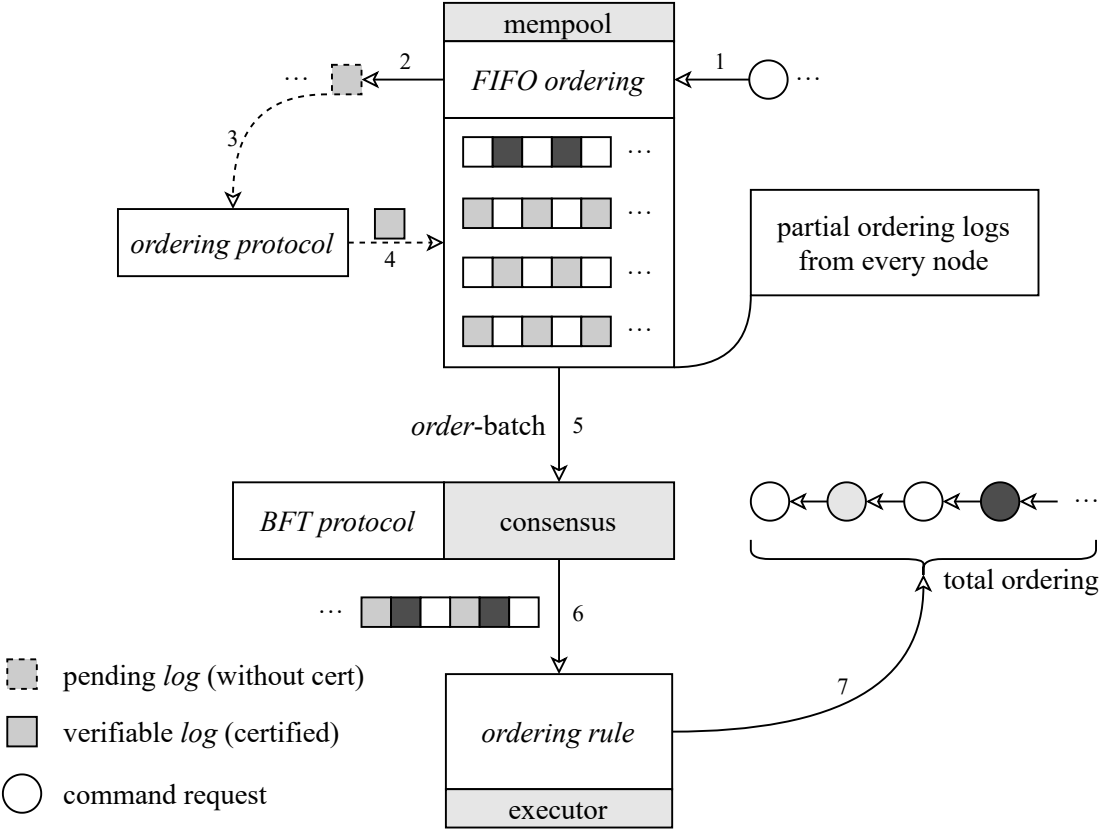 mempool
FIFO ordering
1
2
3
4
ordering protocol
partial ordering logs
from every node
order-batch
5
BFT protocol
consensus
total ordering
6
7
pending log (without cert)
verifiable log (certified)
command request
ordering rule
executor